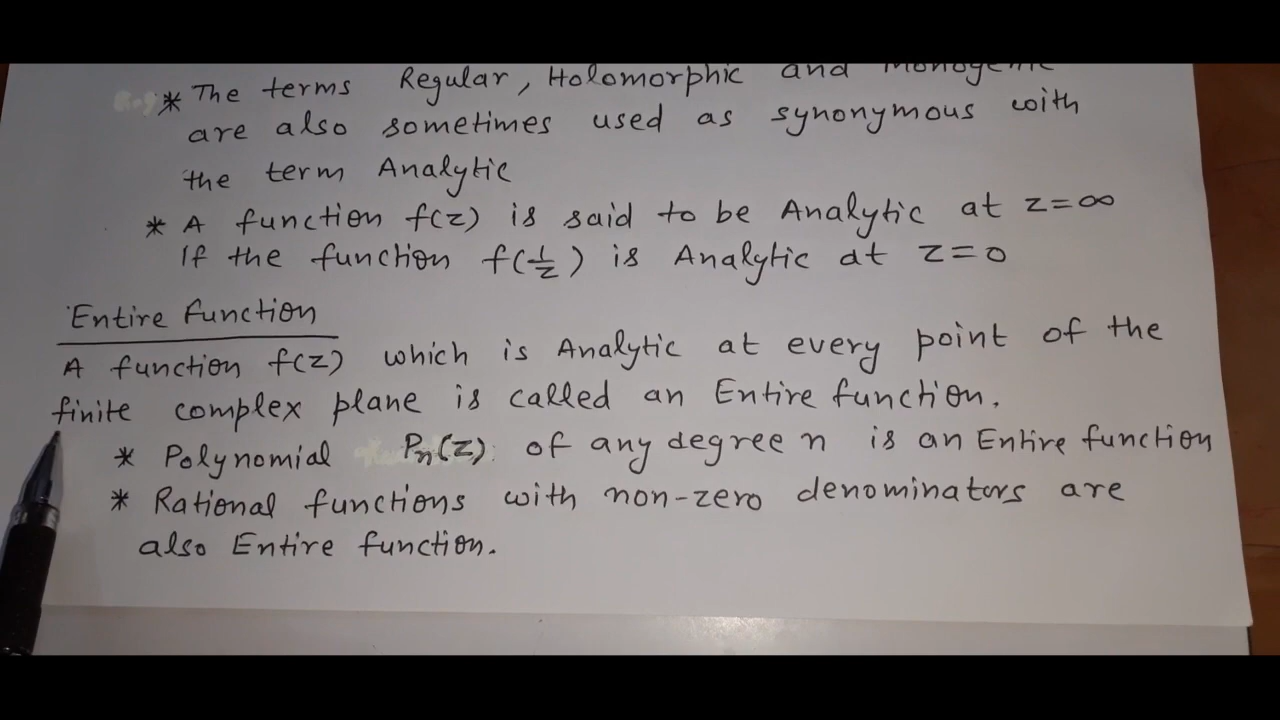 * The terms Regular, Holomorphic and Monogenic
are also sometimes used as synonymous with
the term Analytic
* A function f(z) is said to be Analytic at z=∞
If the function f(1/z) is Analytic at z=0
Entire Function
A function f(z) which is Analytic at every point of the
finite complex plane is called an Entire function.
* Polynomial Pn(z) of any degree n is an Entire function
* Rational functions with non-zero denominators are
also Entire function.